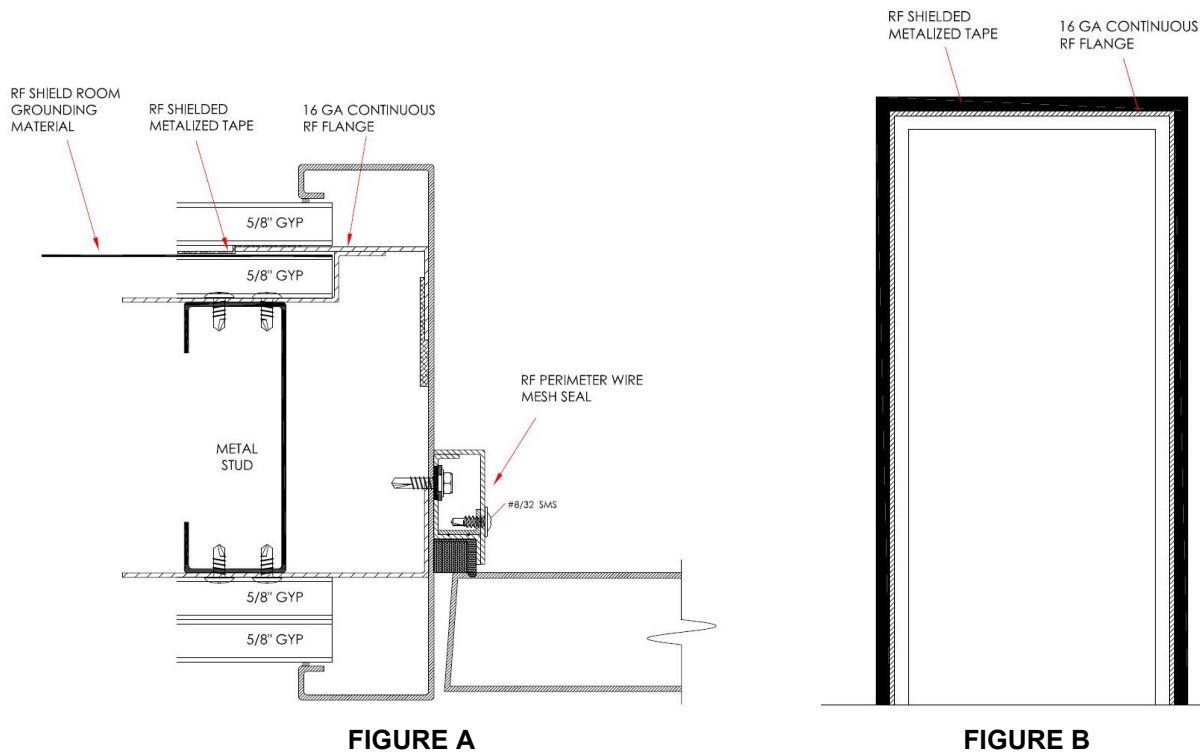 RF SHIELD ROOM
GROUNDING
MATERIAL
RF SHIELDED
METALIZED TAPE
16 GA CONTINUOUS
RF FLANGE
5/8" GYP
5/8" GYP
METAL
STUD
RF PERIMETER WIRE
MESH SEAL
#8/32 SMS
5/8" GYP
5/8" GYP
FIGURE A
RF SHIELDED
METALIZED TAPE
16 GA CONTINUOUS
RF FLANGE
FIGURE B